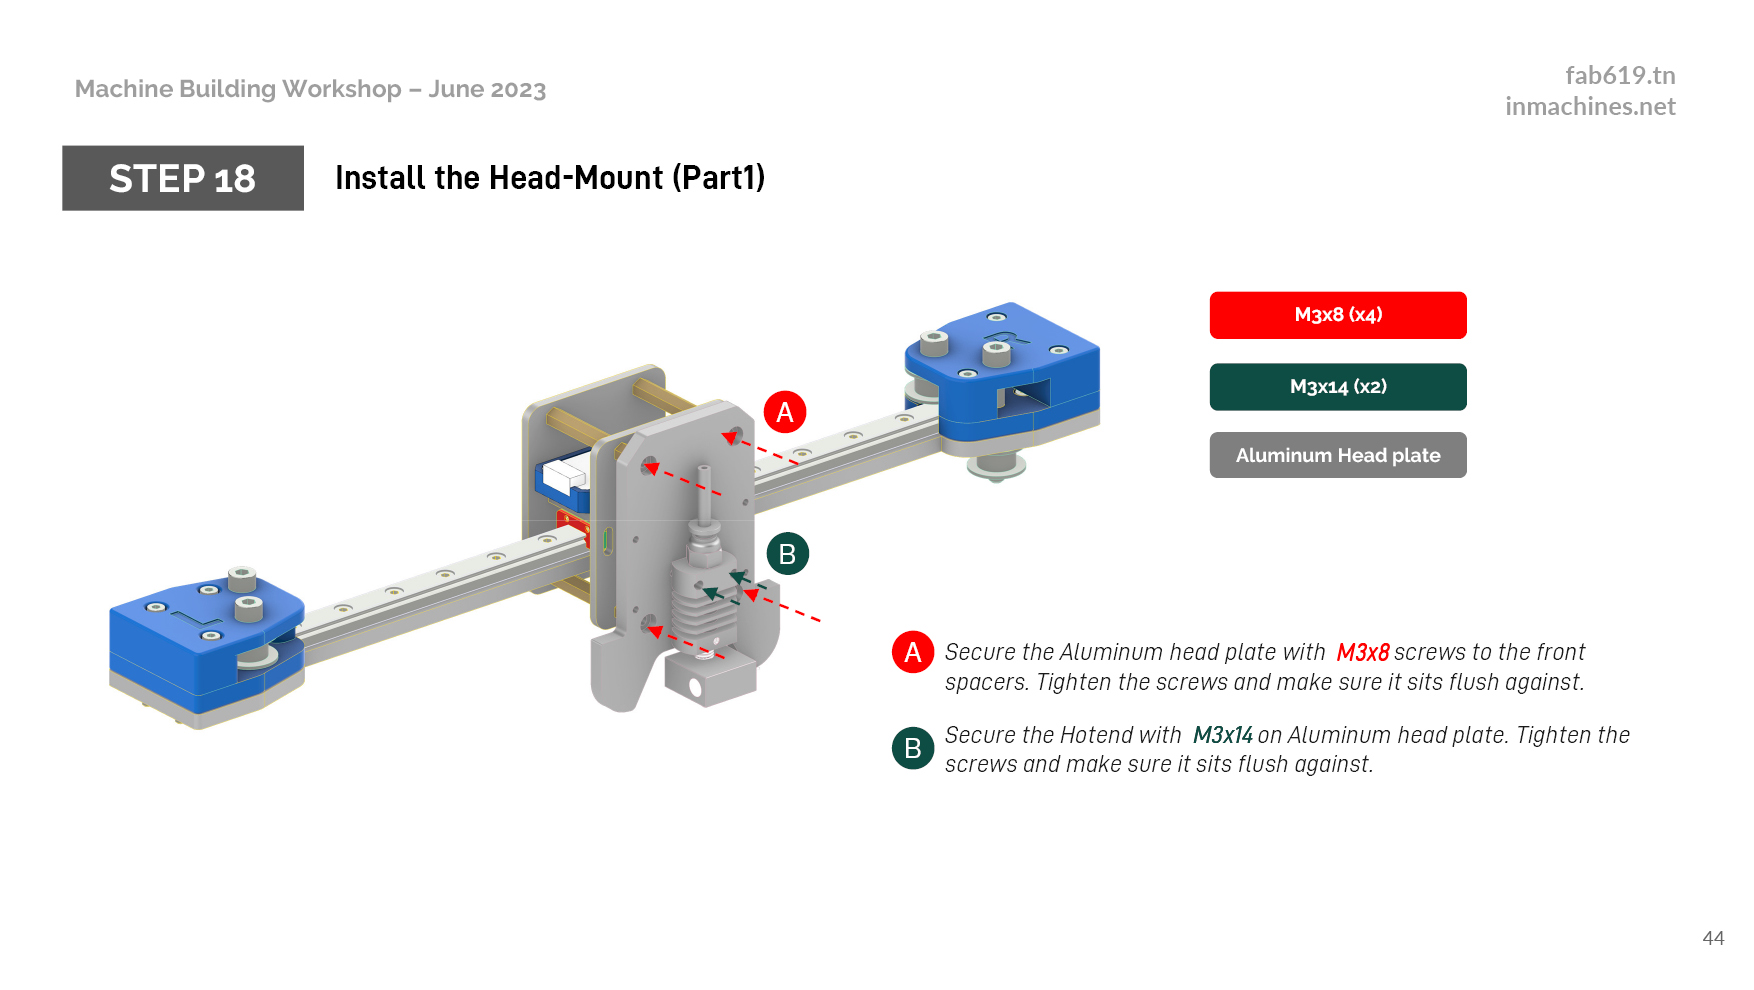 Machine Building Workshop – June 2023
fab619.tn
inmachines.net
STEP 18
Install the Head-Mount (Part1)
M3x8 (x4)
M3x14 (x2)
Aluminum Head plate
A
B
R
L
A
Secure the Aluminum head plate with M3x8 screws to the front
spacers. Tighten the screws and make sure it sits flush against.
B
Secure the Hotend with M3x14 on Aluminum head plate. Tighten the
screws and make sure it sits flush against.
44